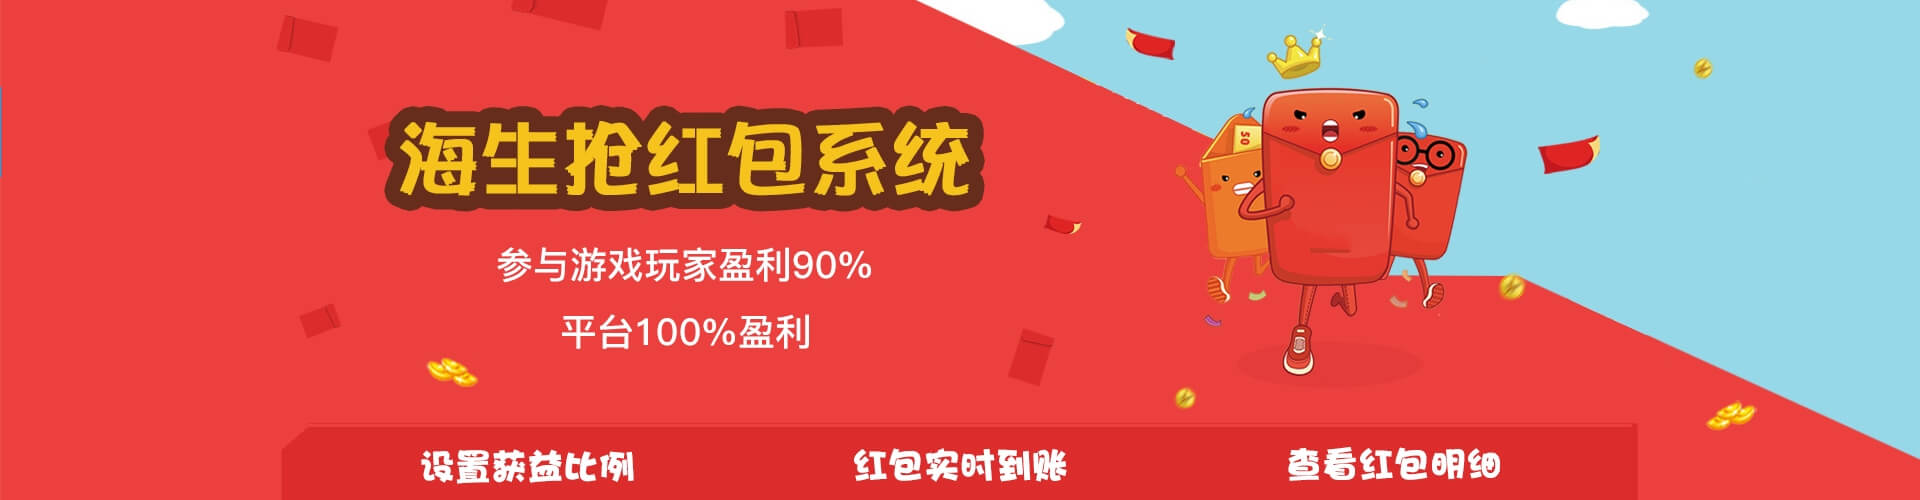 海生抢红包系统
参与游戏玩家盈利90%
平台100%盈利
50
设置获益比例
红包实时到账
查看红包明细